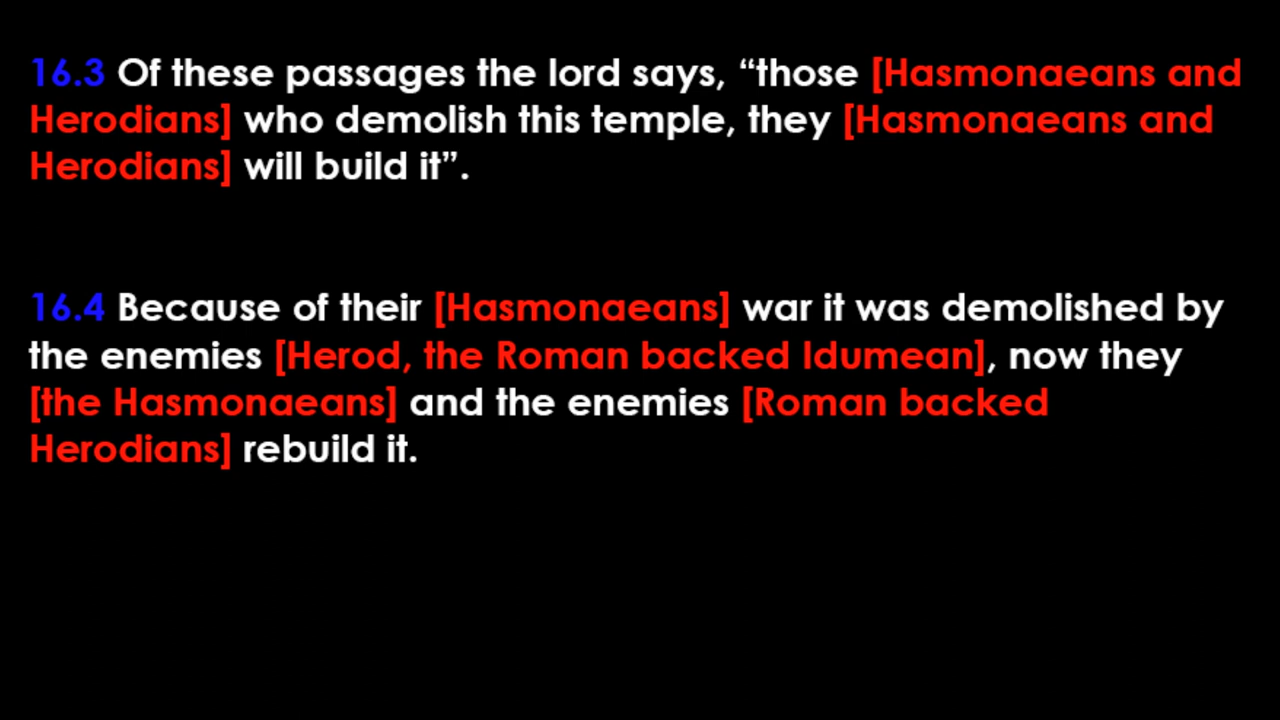 16.3 Of these passages the lord says, “those [Hasmonaeans and
Herodians] who demolish this temple, they [Hasmonaeans and
Herodians] will build it”.
16.4 Because of their [Hasmonaeans] war it was demolished by
the enemies [Herod, the Roman backed Idumean], now they
[the Hasmonaeans] and the enemies [Roman backed
Herodians] rebuild it.